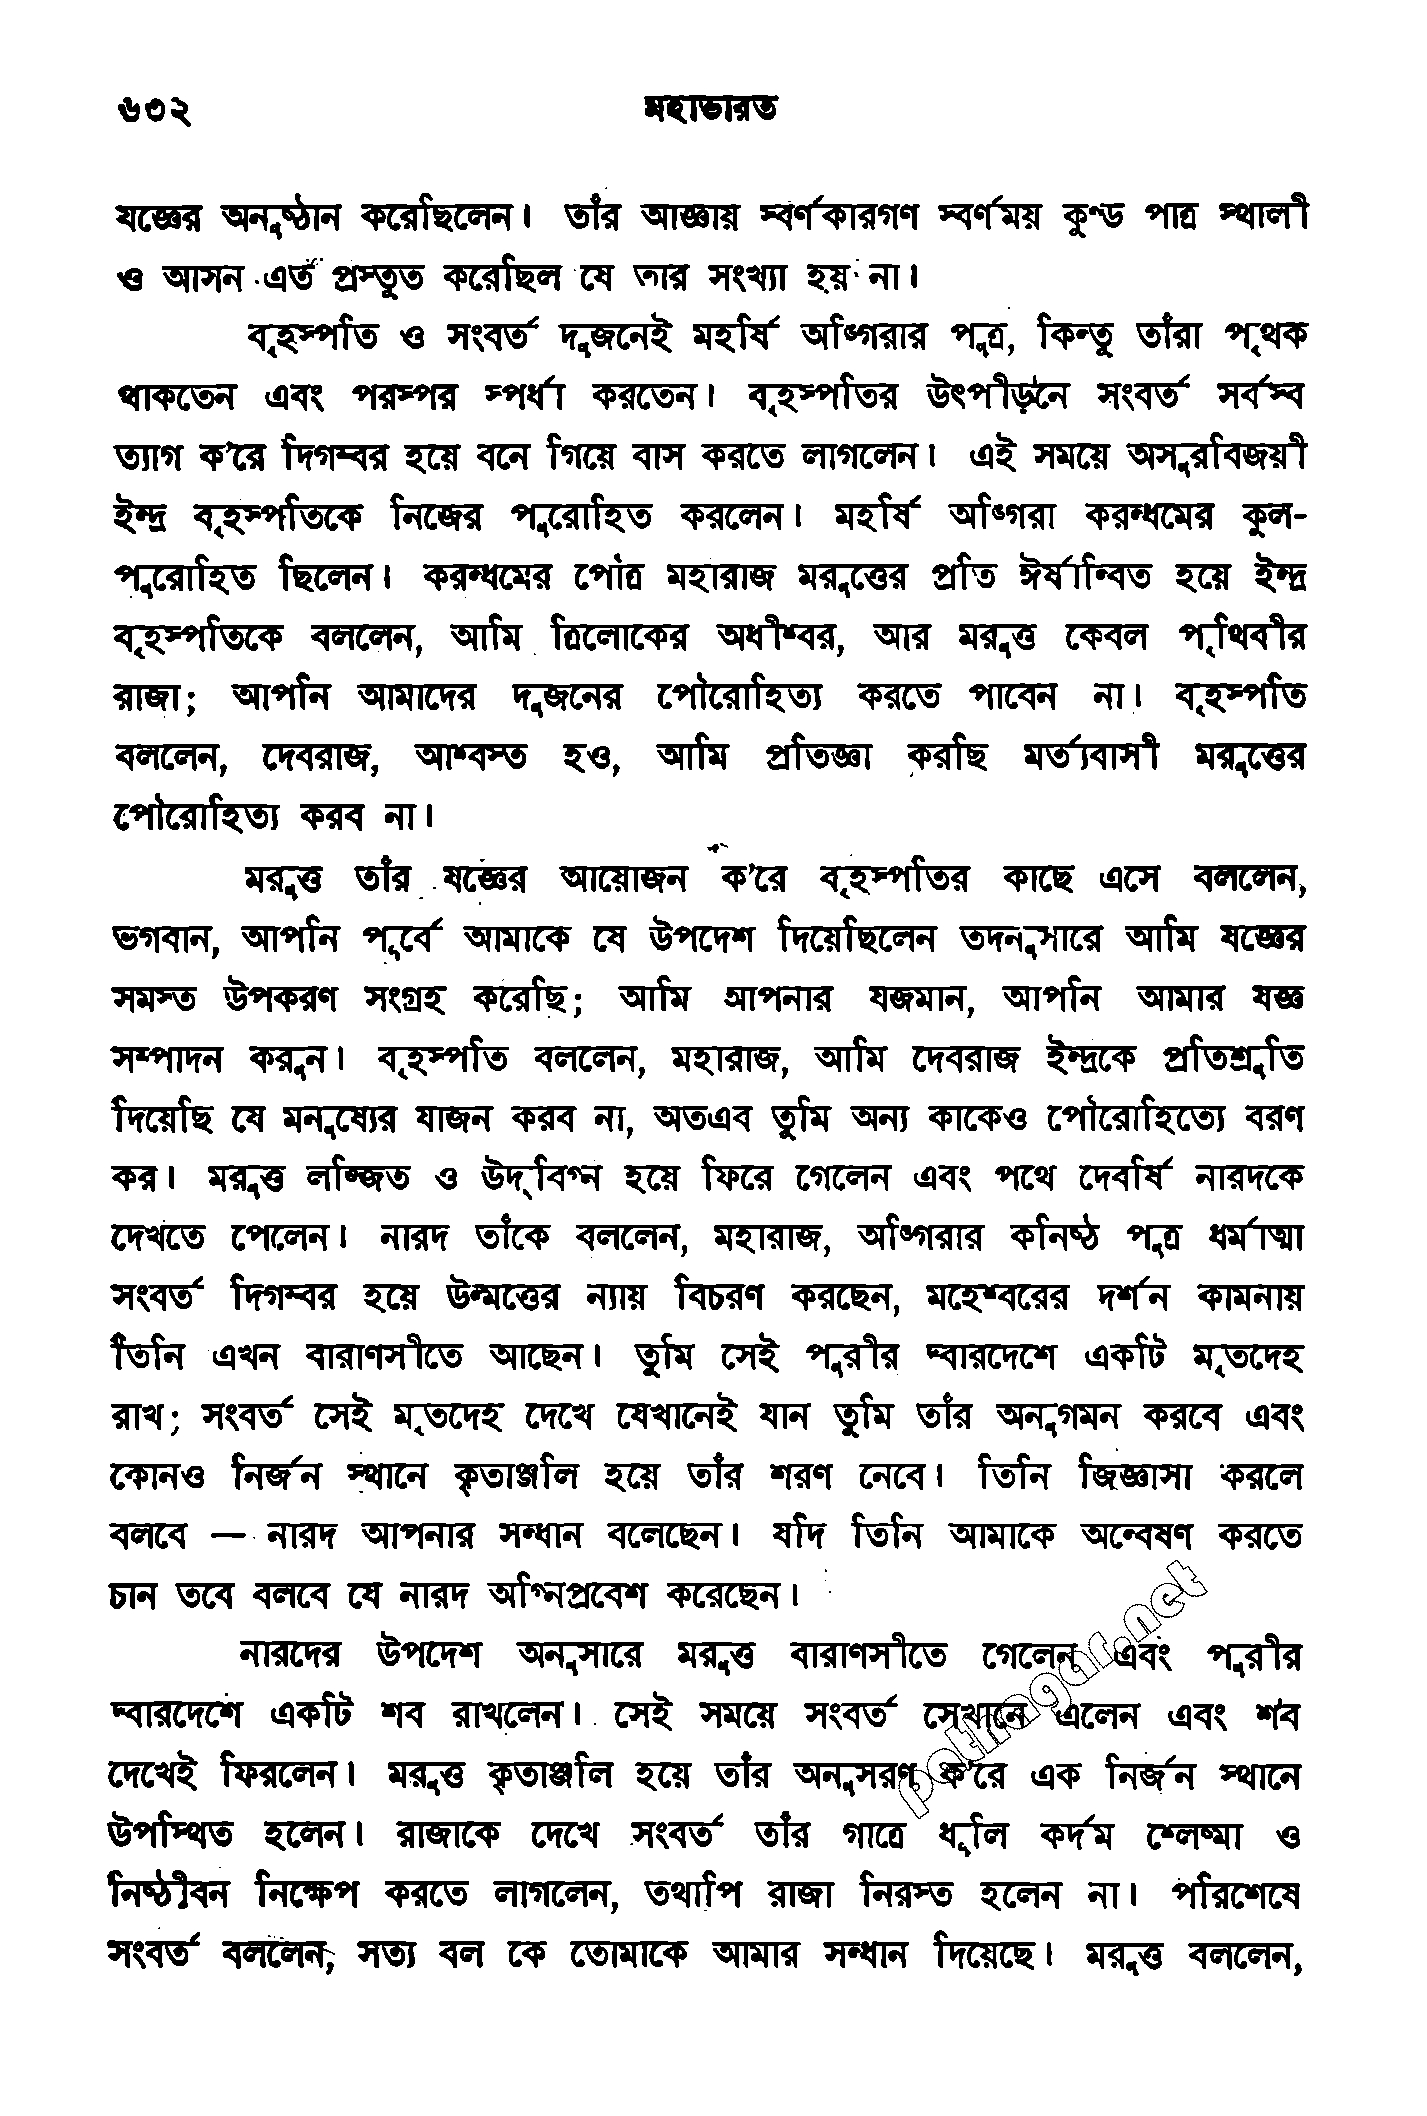 ৬৩২
মহাভারত
যজ্ঞের অনুষ্ঠান করেছিলেন। তাঁর আজ্ঞায় স্বর্ণকারগণ স্বর্ণময় কুণ্ড পাত্র স্থালী
ও আসন এত প্রস্তুত করেছিল যে তার সংখ্যা হয় না।
বৃহস্পতি ও সংবর্ত দুজনেই মহর্ষি অঙ্গিরার পুত্র, কিন্তু তাঁরা পৃথক
থাকতেন এবং পরস্পর স্পর্ধা করতেন। বৃহস্পতির উৎপীড়নে সংবর্ত সর্বস্ব
ত্যাগ ক’রে দিগম্বর হয়ে বনে গিয়ে বাস করতে লাগলেন। এই সময়ে অসুরবিজয়ী
ইন্দ্র বৃহস্পতিকে নিজের পুরোহিত করলেন। মহর্ষি অঙ্গিরা করন্ধমের কুল-
পুরোহিত ছিলেন। করন্ধমের পৌত্র মহারাজ মরুত্তের প্রতি ঈর্ষান্বিত হয়ে ইন্দ্র
বৃহস্পতিকে বললেন, আমি ত্রিলোকের অধীশ্বর, আর মরুত্ত কেবল পৃথিবীর
রাজা; আপনি আমাদের দুজনের পৌরোহিত্য করতে পাবেন না। বৃহস্পতি
বললেন, দেবরাজ, আশ্বস্ত হও, আমি প্রতিজ্ঞা করছি মর্ত্যবাসী মরুত্তের
পৌরোহিত্য করব না।
মরুত্ত তাঁর যজ্ঞের আয়োজন ক’রে বৃহস্পতির কাছে এসে বললেন,
ভগবান, আপনি পূর্বে আমাকে যে উপদেশ দিয়েছিলেন তদনুসারে আমি যজ্ঞের
সমস্ত উপকরণ সংগ্রহ করেছি; আমি আপনার যজমান, আপনি আমার যজ্ঞ
সম্পাদন করুন। বৃহস্পতি বললেন, মহারাজ, আমি দেবরাজ ইন্দ্রকে প্রতিশ্রুতি
দিয়েছি যে মনুষ্যের যাজন করব না, অতএব তুমি অন্য কাকেও পৌরোহিত্যে বরণ
কর। মরুত্ত লজ্জিত ও উদ্‌বিগ্ন হয়ে ফিরে গেলেন এবং পথে দেবর্ষি নারদকে
দেখতে পেলেন। নারদ তাঁকে বললেন, মহারাজ, অঙ্গিরার কনিষ্ঠ পুত্র ধর্মাত্মা
সংবর্ত দিগম্বর হয়ে উন্মত্তের ন্যায় বিচরণ করছেন, মহেশ্বরের দর্শন কামনায়
তিনি এখন বারাণসীতে আছেন। তুমি সেই পুরীর দ্বারদেশে একটি মৃতদেহ
রাখ; সংবর্ত সেই মৃতদেহ দেখে যেখানেই যান তুমি তাঁর অনুগমন করবে এবং
কোনও নির্জন স্থানে কৃতাঞ্জলি হয়ে তাঁর শরণ নেবে। তিনি জিজ্ঞাসা করলে
বলবে — নারদ আপনার সন্ধান বলেছেন। যদি তিনি আমাকে অন্বেষণ করতে
চান তবে বলবে যে নারদ অগ্নিপ্রবেশ করেছেন।
নারদের উপদেশ অনুসারে মরুত্ত বারাণসীতে গেলেন এবং পুরীর
দ্বারদেশে একটি শব রাখলেন। সেই সময়ে সংবর্ত সেখানে এলেন এবং শব
দেখেই ফিরলেন। মরুত্ত কৃতাঞ্জলি হয়ে তাঁর অনুসরণ ক’রে এক নির্জন স্থানে
উপস্থিত হলেন। রাজাকে দেখে সংবর্ত তাঁর গাত্রে ধূলি কর্দম শ্লেষ্মা ও
নিষ্ঠীবন নিক্ষেপ করতে লাগলেন, তথাপি রাজা নিরস্ত হলেন না। পরিশেষে
সংবর্ত বললেন, সত্য বল কে তোমাকে আমার সন্ধান দিয়েছে। মরুত্ত বললেন,
pathagar.net